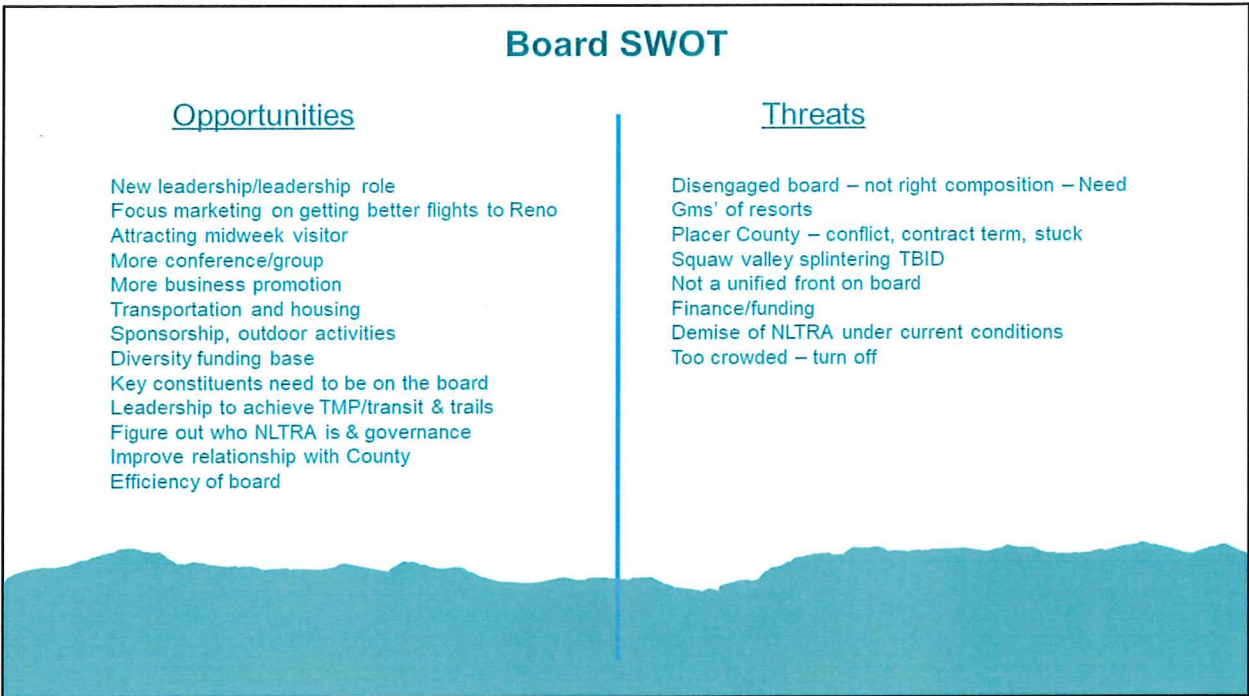 Board SWOT
Opportunities
New leadership/leadership role
Focus marketing on getting better flights to Reno
Attracting midweek visitor
More conference/group
More business promotion
Transportation and housing
Sponsorship, outdoor activities
Diversity funding base
Key constituents need to be on the board
Leadership to achieve TMP/transit & trails
Figure out who NLTRA is & governance
Improve relationship with County
Efficiency of board
Threats
Disengaged board – not right composition – Need
Gms' of resorts
Placer County – conflict, contract term, stuck
Squaw valley splintering TBID
Not a unified front on board
Finance/funding
Demise of NLTRA under current conditions
Too crowded – turn off